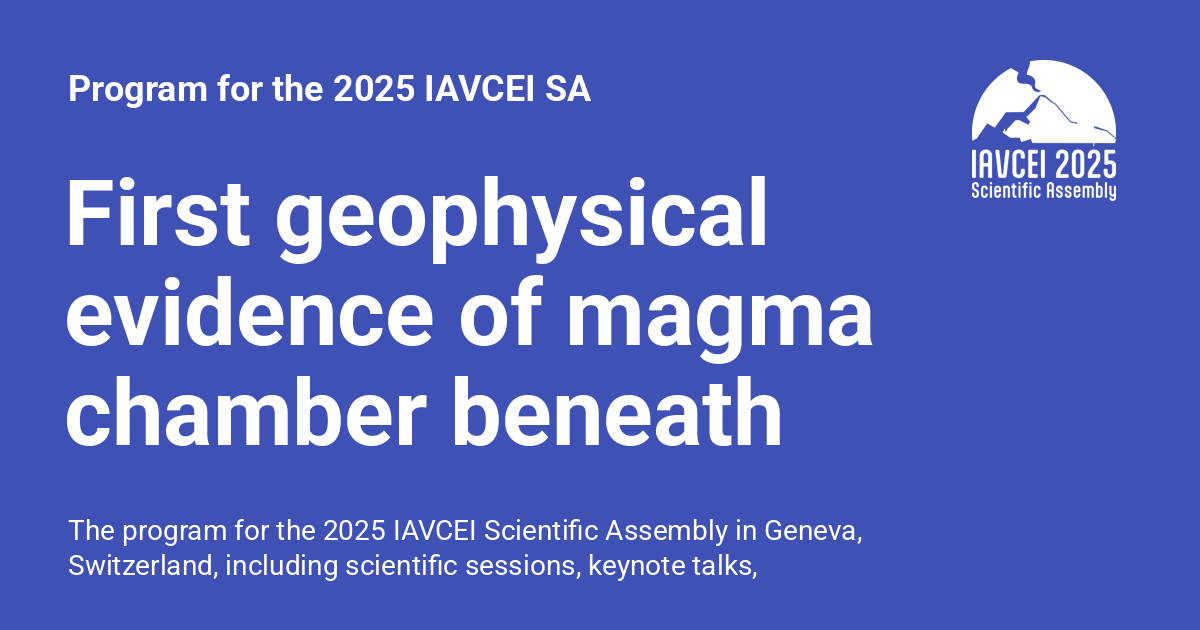 Program for the 2025 IAVCEI SA
IAVCEI 2025
Scientific Assembly
First geophysical
evidence of magma
chamber beneath
The program for the 2025 IAVCEI Scientific Assembly in Geneva,
Switzerland, including scientific sessions, keynote talks,